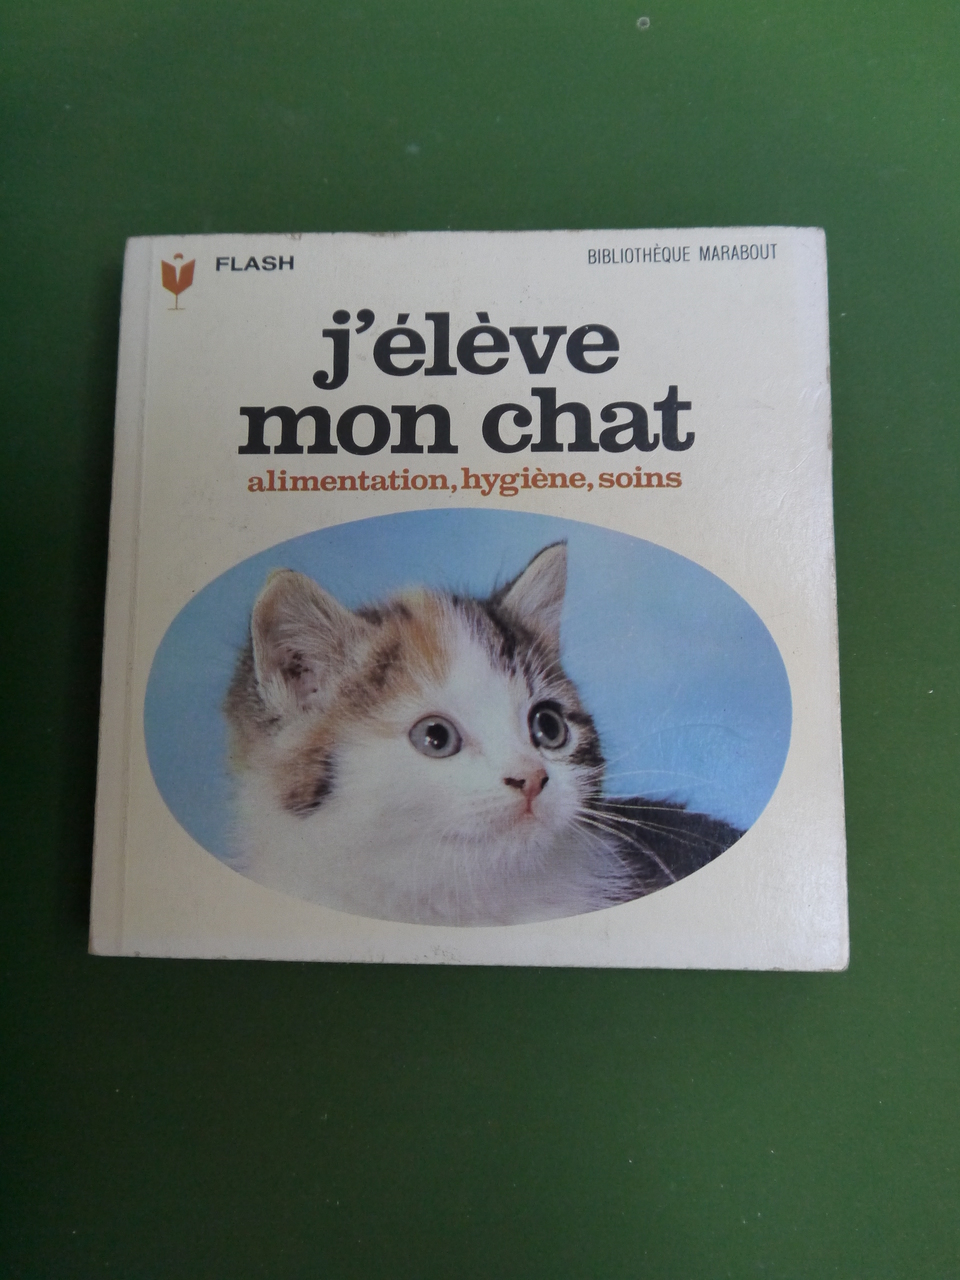 FLASH
BIBLIOTHÈQUE MARABOUT
j'élève
mon chat
alimentation, hygiène, soins